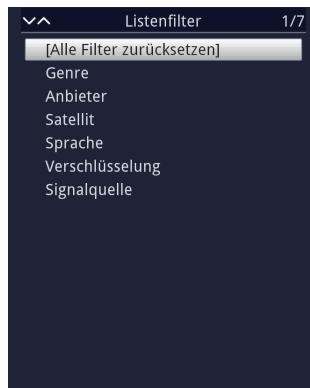 Listenfilter 1/7
[Alle Filter zurücksetzen]
Genre
Anbieter
Satellit
Sprache
Verschlüsselung
Signalquelle